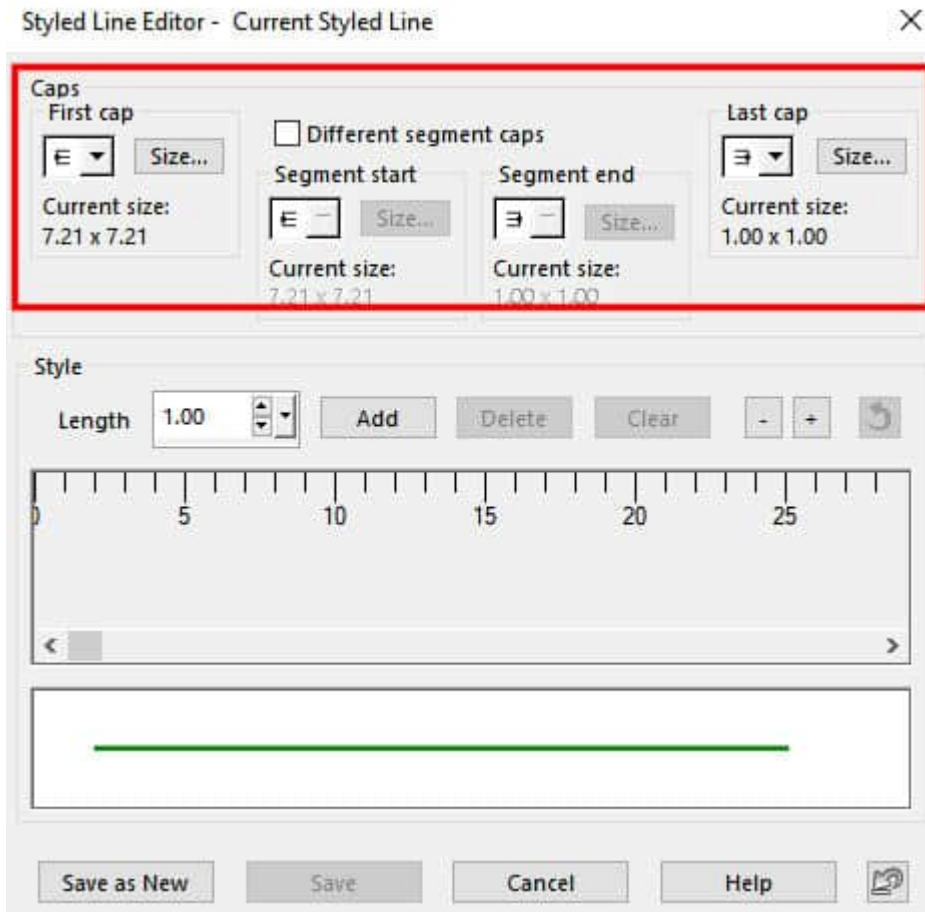 Styled Line Editor - Current Styled Line
Caps
First cap
Size...
Current size:
7.21 x 7.21
Different segment caps
Segment start
Size...
Current size:
7.21 x 7.21
Segment end
Size...
Current size:
1.00 x 1.00
Last cap
Size...
Current size:
1.00 x 1.00
Style
Length 1.00 Add Delete Clear - +
0 5 10 15 20 25
Save as New Save Cancel Help